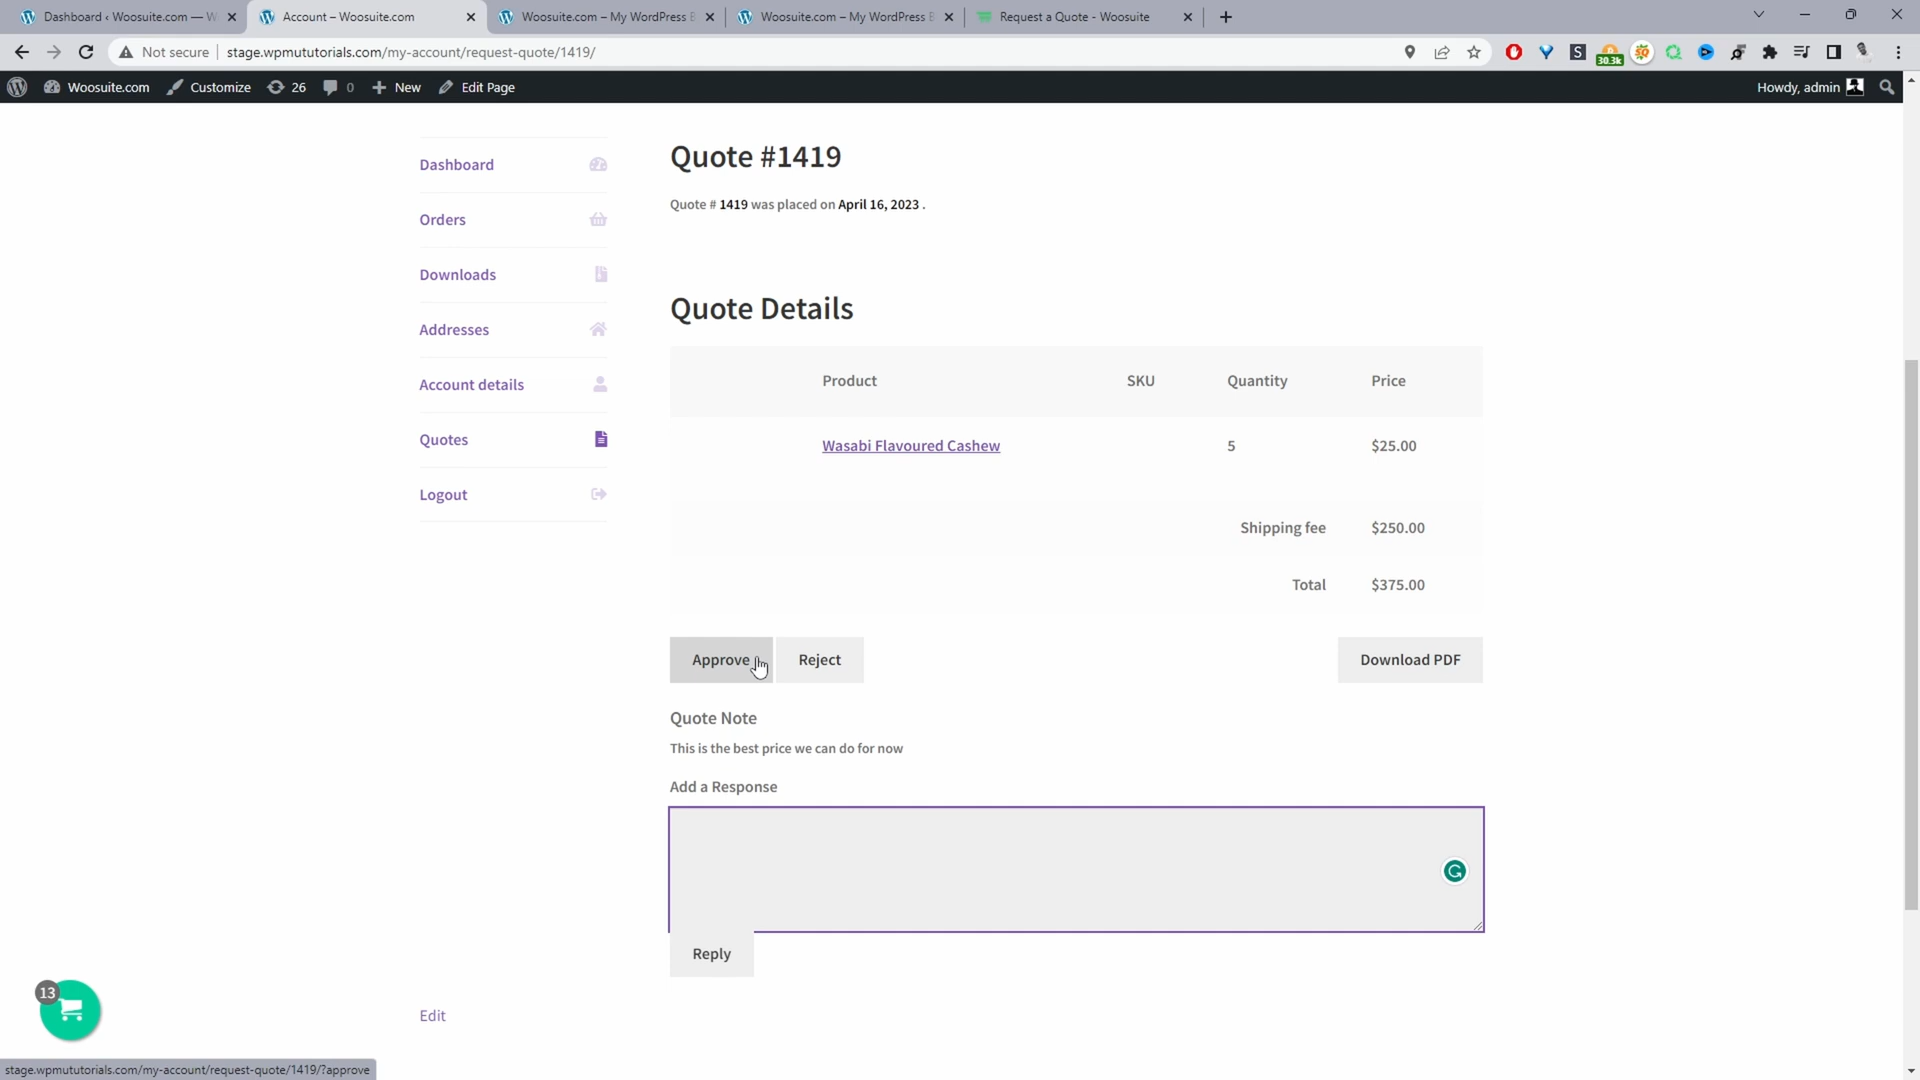 Dashboard ‹ Woosuite.com — W
Account – Woosuite.com
Woosuite.com – My WordPress B
Woosuite.com – My WordPress B
Request a Quote - Woosuite
Not secure
stage.wpmututorials.com/my-account/request-quote/1419/
30.3k
Woosuite.com
Customize
26
0
New
Edit Page
Howdy, admin
Dashboard
Orders
Downloads
Addresses
Account details
Quotes
Logout
Quote #1419
Quote # 1419 was placed on April 16, 2023 .
Quote Details
Product SKU Quantity Price
Wasabi Flavoured Cashew 5 $25.00
Shipping fee $250.00
Total $375.00
Approve
Reject
Download PDF
Quote Note
This is the best price we can do for now
Add a Response
Reply
13
Edit
stage.wpmututorials.com/my-account/request-quote/1419/?approve